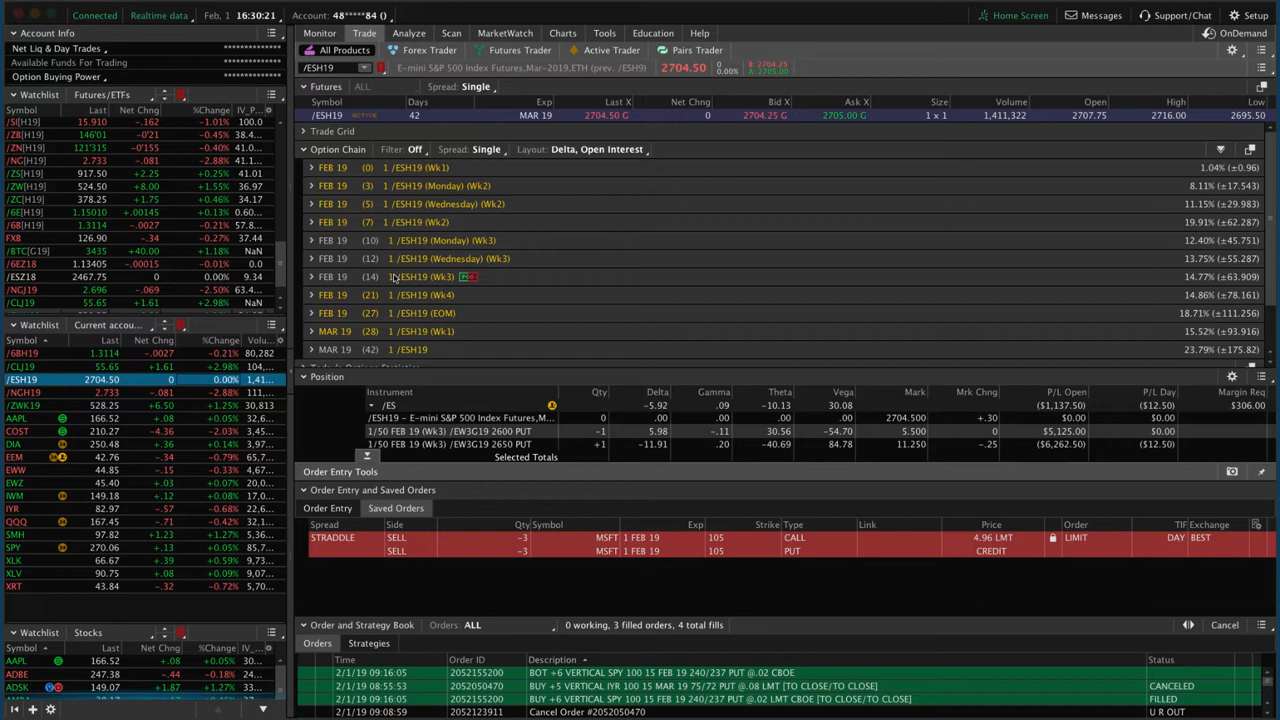 Connected Realtime data Feb, 1 16:30:21 Account: 48*****84 () Home Screen Messages Support/Chat Setup
Account Info Monitor Trade Analyze Scan MarketWatch Charts Tools Education Help OnDemand
Net Liq & Day Trades **************
Available Funds For Trading **************
Option Buying Power **************
All Products Forex Trader Futures Trader Active Trader Pairs Trader
/ESH19 E-mini S&P 500 Index Futures,Mar-2019,ETH (prev. /ESH9) 2704.50 0 0.00% B: 2704.25 A: 2705.00
Watchlist Futures/ETFs
Symbol Last Net Chng %Change IV_P...
/SI[H19] 15.910 -.162 -1.01% 100.0
/ZB[H19] 146'01 -0'21 -0.45% 38.4...
/ZN[H19] 121'315 -0'155 -0.40% 41.7...
/NG[H19] 2.733 -.081 -2.88% 63.4...
/ZS[H19] 917.50 +2.25 +0.25% 41.01
/ZW[H19] 524.50 +8.00 +1.55% 36.97
/ZC[H19] 378.25 +1.75 +0.46% 34.17
/6E[H19] 1.15010 +.00145 +0.13% 0.60...
/6B[H19] 1.3114 -.0027 -0.21% 57.8...
FXB 126.90 -.34 -0.27% 37.44
/BTC[G19] 3435 +40.00 +1.18% NaN
/6EZ18 1.13405 -.00015 -0.01% 0.0
/ESZ18 2467.75 0 0.00% 9.34
/NGJ19 2.696 -.069 -2.50% 63.4...
/CLJ19 55.65 +1.61 +2.98% NaN
Futures ALL Spread: Single
Symbol Days Exp Last X Net Chng Bid X Ask X Size Volume Open High Low
/ESH19 ACTIVE 42 MAR 19 2704.50 G 0 2704.25 G 2705.00 G 1 x 1 1,411,322 2707.75 2716.00 2695.50
Trade Grid
Option Chain Filter: Off Spread: Single Layout: Delta, Open Interest
FEB 19 (0) 1 /ESH19 (Wk1) 1.04% (±0.96)
FEB 19 (3) 1 /ESH19 (Monday) (Wk2) 8.11% (±17.543)
FEB 19 (5) 1 /ESH19 (Wednesday) (Wk2) 11.15% (±29.983)
FEB 19 (7) 1 /ESH19 (Wk2) 19.91% (±62.287)
FEB 19 (10) 1 /ESH19 (Monday) (Wk3) 12.40% (±45.751)
FEB 19 (12) 1 /ESH19 (Wednesday) (Wk3) 13.75% (±55.287)
FEB 19 (14) 1 /ESH19 (Wk3) POS 14.77% (±63.909)
FEB 19 (21) 1 /ESH19 (Wk4) 14.86% (±78.161)
FEB 19 (27) 1 /ESH19 (EOM) 18.71% (±111.256)
MAR 19 (28) 1 /ESH19 (Wk1) 15.52% (±93.916)
MAR 19 (42) 1 /ESH19 23.79% (±175.82)
Watchlist Current accou...
Symbol Last Net Chng %Change Volu...
/6BH19 1.3114 -.0027 -0.21% 80,282
/CLJ19 55.65 +1.61 +2.98% 104,...
/ESH19 2704.50 0 0.00% 1,41...
/NGH19 2.733 -.081 -2.88% 111,...
/ZWK19 528.25 +6.50 +1.25% 30,813
AAPL 166.52 +.08 +0.05% 32,6...
COST 210.27 -4.36 -2.03% 3,45...
DIA 250.48 +.36 +0.14% 3,44...
EEM 42.76 -.34 -0.79% 67,5...
EWW 44.85 -.15 -0.33% 2,47...
EWZ 45.40 +.03 +0.07% 20,0...
IWM 149.18 +.12 +0.08% 17,0...
IYR 82.97 -.57 -0.68% 12,6...
QQQ 167.45 -.71 -0.42% 32,1...
SMH 97.82 +1.23 +1.27% 5,36...
SPY 270.06 +.13 +0.05% 85,7...
XLK 66.67 +.39 +0.59% 9,73...
XLV 90.75 +.08 +0.09% 7,10...
XRT 43.84 -.32 -0.72% 5,70...
Position
Instrument Qty Delta Gamma Theta Vega Mark Mrk Chng P/L Open P/L Day Margin Req
/ES -5.92 .09 -10.13 30.08 ($1,137.50) ($12.50) $306.00
/ESH19 - E-mini S&P 500 Index Futures,M... 0 .00 .00 .00 .00 2704.500 +.30 $0.00 $0.00
1/50 FEB 19 (Wk3) /EW3G19 2600 PUT -1 5.98 -.11 30.56 -54.70 $5,125.00 $0.00
1/50 FEB 19 (Wk3) /EW3G19 2650 PUT +1 -11.91 .20 -40.69 84.78 11.250 -.25 ($6,262.50) ($12.50)
Selected Totals
Order Entry Tools
Order Entry and Saved Orders
Order Entry Saved Orders
Spread Side Qty Symbol Exp Strike Type Link Price Order TIF Exchange
STRADDLE SELL -3 MSFT 1 FEB 19 105 CALL 4.96 LMT LIMIT DAY BEST
SELL -3 MSFT 1 FEB 19 105 PUT CREDIT
Order and Strategy Book Orders: ALL 0 working, 3 filled orders, 4 total fills Cancel
Orders Strategies
Time Order ID Description Status
2/1/19 09:16:05 2052155200 BOT +6 VERTICAL SPY 100 15 FEB 19 240/237 PUT @.02 CBOE
2/1/19 08:55:53 2052050470 BUY +5 VERTICAL IYR 100 15 MAR 19 75/72 PUT @.08 LMT [TO CLOSE/TO CLOSE] CANCELED
2/1/19 09:16:05 2052155200 BUY +6 VERTICAL SPY 100 15 FEB 19 240/237 PUT @.02 LMT CBOE [TO CLOSE/TO CLOSE] FILLED
2/1/19 09:08:59 2052123911 Cancel Order #2052050470 U R OUT
Watchlist Stocks
Symbol Last Net Chng %Change IV_P...
AAPL 166.52 +.08 +0.05% 30...
ADBE 247.38 -.44 -0.18% 24...
ADSK 149.07 +1.87 +1.27% 35...